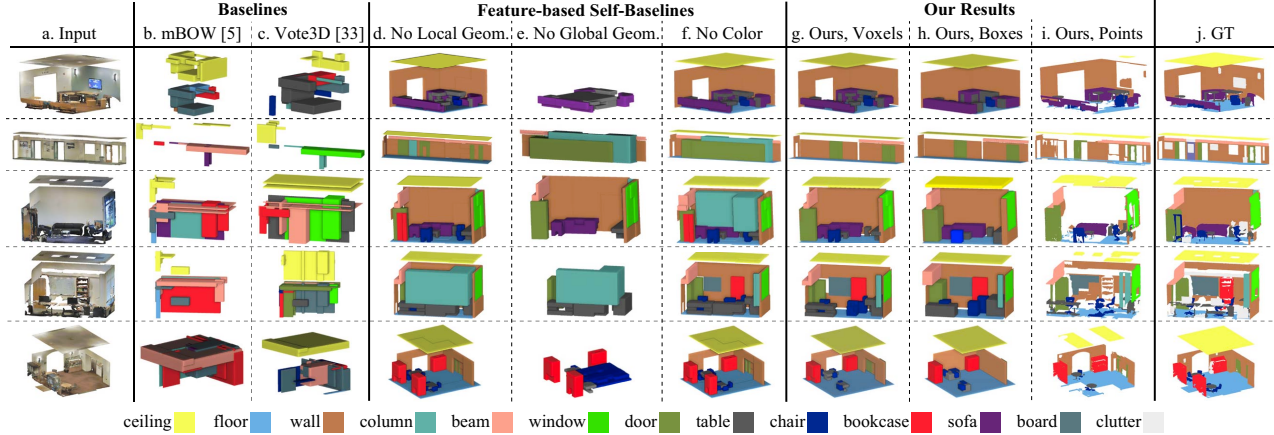 Baselines Feature-based Self-Baselines Our Results
a. Input b. mBOW [5] c. Vote3D [33] d. No Local Geom. e. No Global Geom. f. No Color g. Ours, Voxels h. Ours, Boxes i. Ours, Points j. GT
ceiling floor wall column beam window door table chair bookcase sofa board clutter